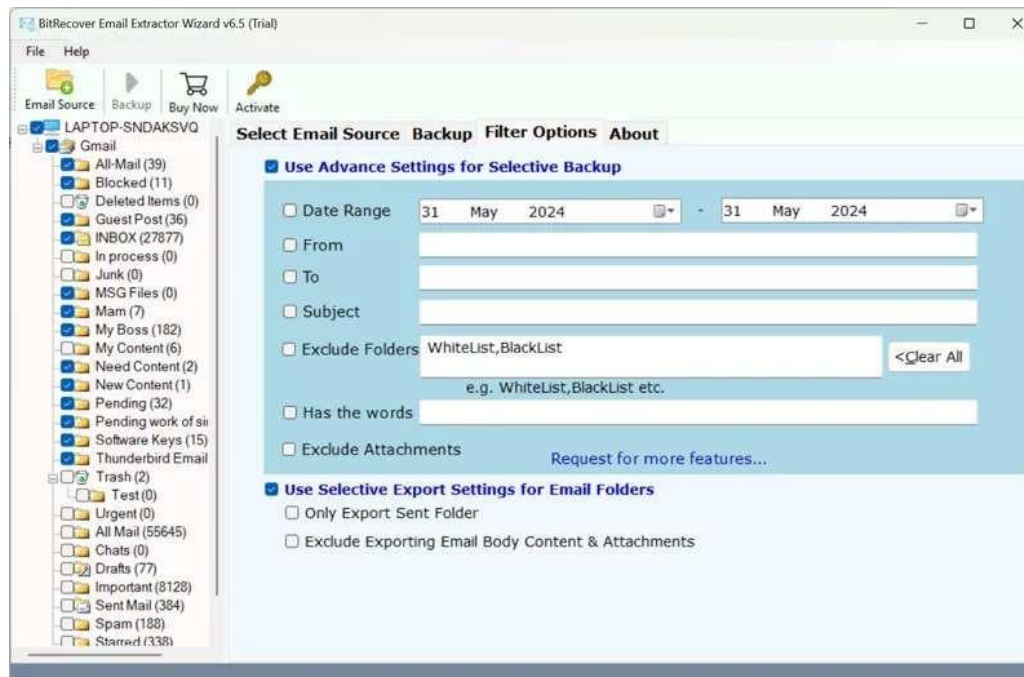 BitRecover Email Extractor Wizard v6.5 (Trial)
File Help
Email Source Backup Buy Now Activate
LAPTOP-SNDAKSVQ
Gmail
All-Mail (39)
Blocked (11)
Deleted Items (0)
Guest Post (36)
INBOX (27877)
In process (0)
Junk (0)
MSG Files (0)
Mam (7)
My Boss (182)
My Content (6)
Need Content (2)
New Content (1)
Pending (32)
Pending work of si
Software Keys (15)
Thunderbird Email
Trash (2)
Test (0)
Urgent (0)
All Mail (55645)
Chats (0)
Drafts (77)
Important (8128)
Sent Mail (384)
Spam (188)
Starred (338)
Select Email Source Backup Filter Options About
Use Advance Settings for Selective Backup
Date Range 31 May 2024 - 31 May 2024
From
To
Subject
Exclude Folders WhiteList,BlackList <Clear All
e.g. WhiteList,BlackList etc.
Has the words
Exclude Attachments
Request for more features...
Use Selective Export Settings for Email Folders
Only Export Sent Folder
Exclude Exporting Email Body Content & Attachments